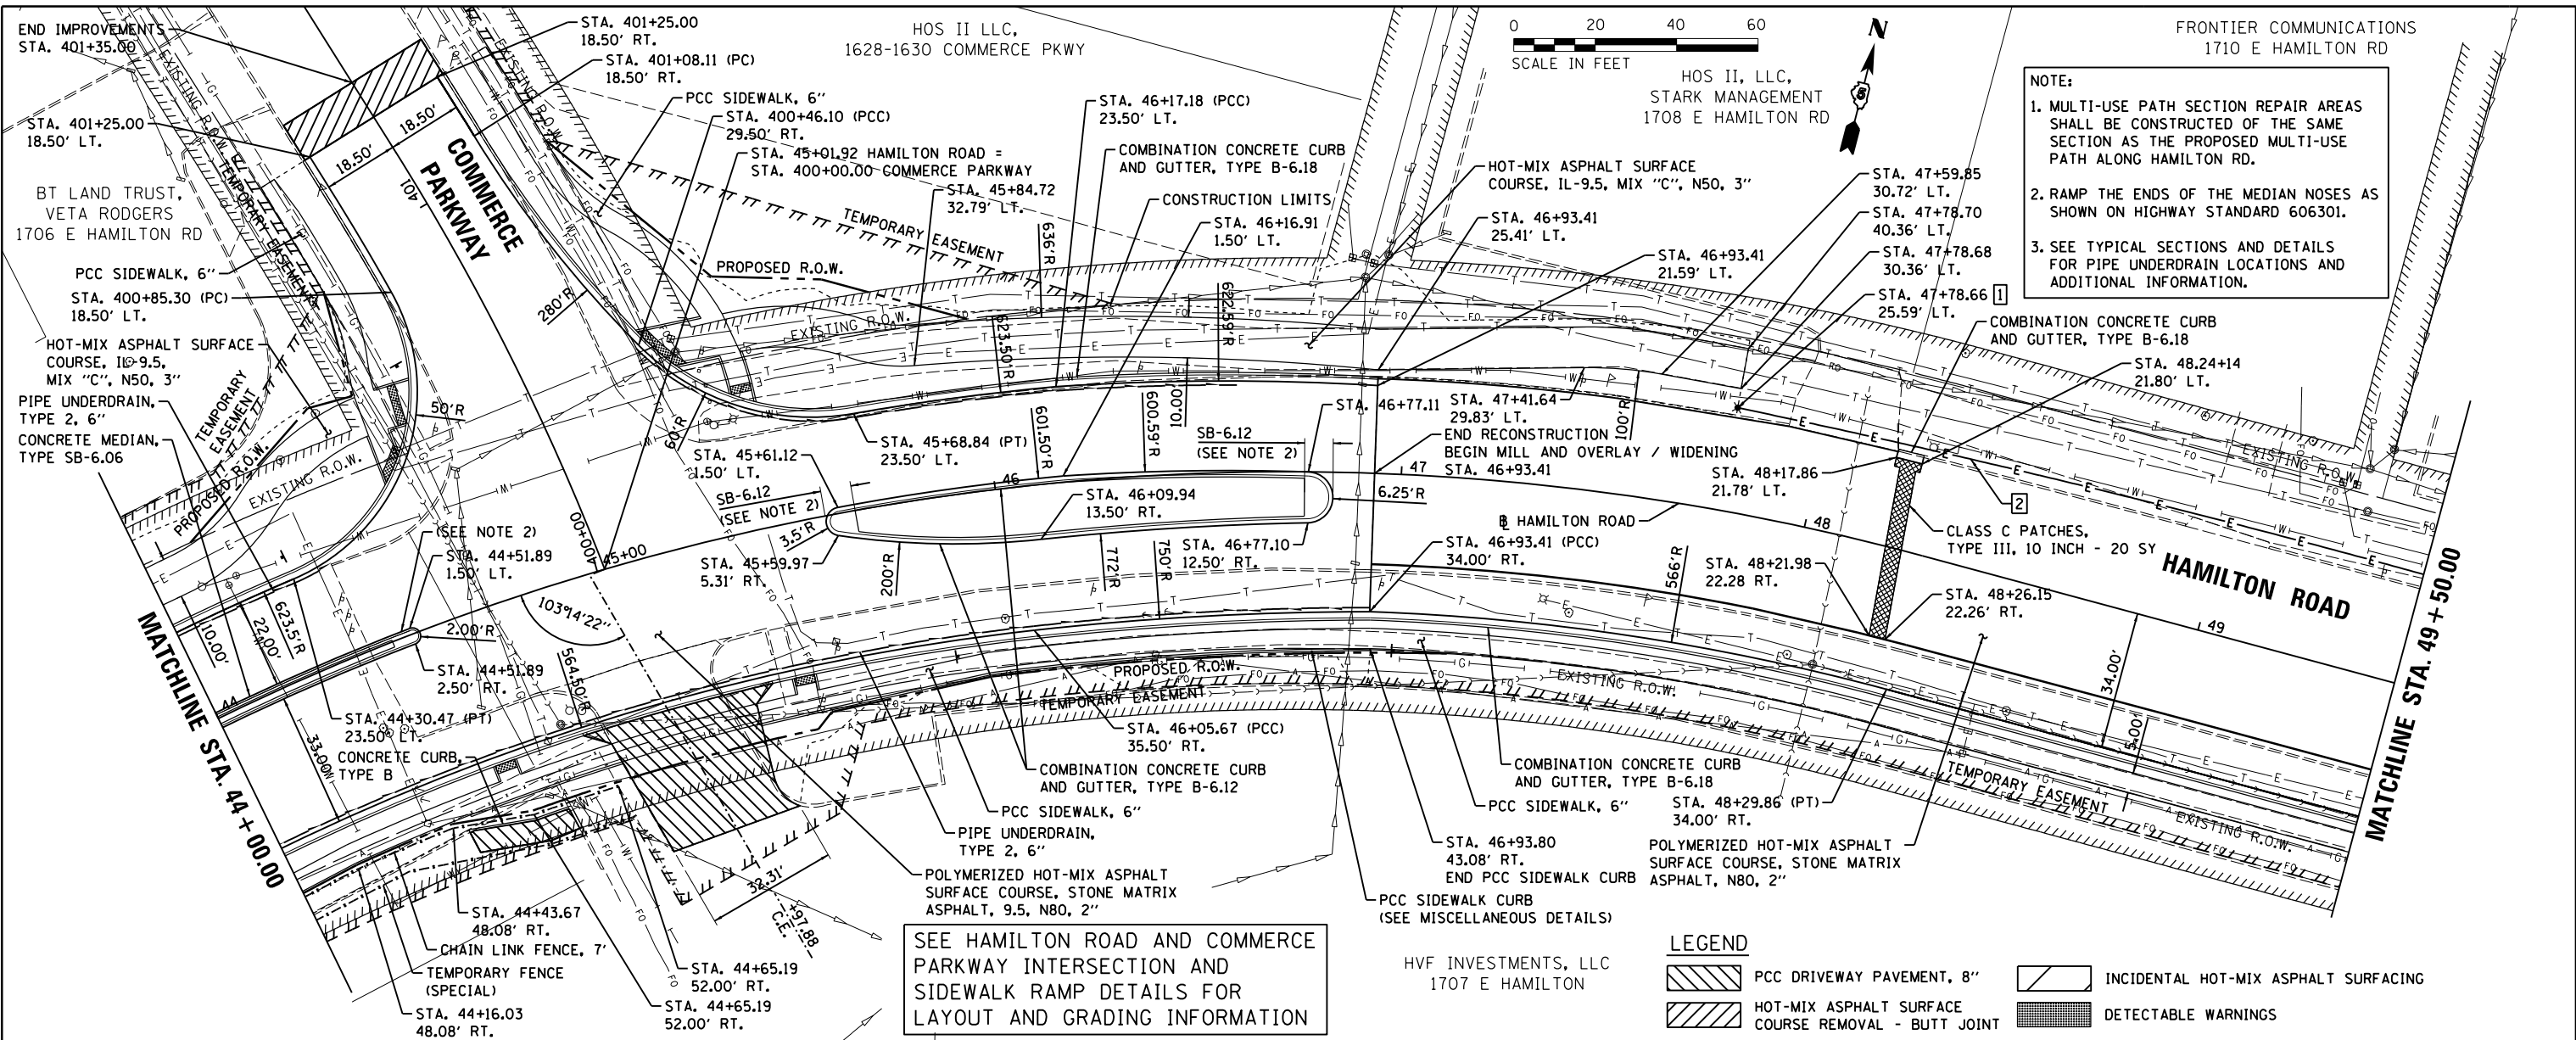 END IMPROVEMENTS
STA. 401+35.00
STA. 401+25.00
18.50' LT.
BT LAND TRUST,
VETA RODGERS
1706 E HAMILTON RD
PCC SIDEWALK, 6"
STA. 400+85.30 (PC)
18.50' LT.
HOT-MIX ASPHALT SURFACE
COURSE, IL-9.5,
MIX "C", N50, 3"
PIPE UNDERDRAIN,
TYPE 2, 6"
CONCRETE MEDIAN,
TYPE SB-6.06
EXISTING R.O.W.
TEMPORARY EASEMENT
TEMPORARY
EASEMENT
PROPOSED R.O.W.
EXISTING R.O.W.
18.50'
18.50'
COMMERCE
PARKWAY
401
EXISTING R.O.W.
STA. 401+25.00
18.50' RT.
STA. 401+08.11 (PC)
18.50' RT.
PCC SIDEWALK, 6"
STA. 400+46.10 (PCC)
29.50' RT.
STA. 45+01.92 HAMILTON ROAD =
STA. 400+00.00 COMMERCE PARKWAY
STA. 45+84.72
32.79' LT.
HOS II LLC,
1628-1630 COMMERCE PKWY
STA. 46+17.18 (PCC)
23.50' LT.
COMBINATION CONCRETE CURB
AND GUTTER, TYPE B-6.18
CONSTRUCTION LIMITS
STA. 46+16.91
1.50' LT.
TEMPORARY EASEMENT
PROPOSED R.O.W.
EXISTING R.O.W.
280'R
636'R
623.50'R
622.59'R
10.00'
0 20 40 60
SCALE IN FEET
N
HOS II, LLC,
STARK MANAGEMENT
1708 E HAMILTON RD
HOT-MIX ASPHALT SURFACE
COURSE, IL-9.5, MIX "C", N50, 3"
STA. 46+93.41
25.41' LT.
STA. 46+93.41
21.59' LT.
STA. 47+59.85
30.72' LT.
STA. 47+78.70
40.36' LT.
STA. 47+78.68
30.36' LT.
STA. 47+78.66 1
25.59' LT.
FRONTIER COMMUNICATIONS
1710 E HAMILTON RD
NOTE:
1. MULTI-USE PATH SECTION REPAIR AREAS
SHALL BE CONSTRUCTED OF THE SAME
SECTION AS THE PROPOSED MULTI-USE
PATH ALONG HAMILTON RD.
2. RAMP THE ENDS OF THE MEDIAN NOSES AS
SHOWN ON HIGHWAY STANDARD 606301.
3. SEE TYPICAL SECTIONS AND DETAILS
FOR PIPE UNDERDRAIN LOCATIONS AND
ADDITIONAL INFORMATION.
COMBINATION CONCRETE CURB
AND GUTTER, TYPE B-6.18
STA. 48.24+14
21.80' LT.
50'R
60'R
STA. 45+68.84 (PT)
23.50' LT.
STA. 45+61.12
1.50' LT.
SB-6.12
(SEE NOTE 2)
3.5'R
STA. 45+59.97
5.31' RT.
46
601.50'R
600.59'R
SB-6.12
(SEE NOTE 2)
STA. 46+77.11
STA. 47+41.64
29.83' LT.
100'R
END RECONSTRUCTION
BEGIN MILL AND OVERLAY / WIDENING
STA. 46+93.41
47
6.25'R
STA. 46+09.94
13.50' RT.
STA. 46+77.10
12.50' RT.
200'R
772'R
750'R
HAMILTON ROAD
STA. 46+93.41 (PCC)
34.00' RT.
566'R
STA. 48+17.86
21.78' LT.
48
2
CLASS C PATCHES,
TYPE III, 10 INCH - 20 SY
STA. 48+21.98
22.28 RT.
STA. 48+26.15
22.26' RT.
HAMILTON ROAD
EXISTING R.O.W.
49
34.00'
5.00'
MATCHLINE STA. 49+50.00
(SEE NOTE 2)
STA. 44+51.89
1.50' LT.
400+00
45+00
103°14'22"
2.00'R
STA. 44+51.89
2.50' RT.
10.00'
22.00'
623.5'R
44
33.00'
564.50'R
STA. 44+30.47 (PT)
23.50' LT.
CONCRETE CURB,
TYPE B
MATCHLINE STA. 44+00.00
STA. 44+43.67
48.08' RT.
CHAIN LINK FENCE, 7'
TEMPORARY FENCE
(SPECIAL)
STA. 44+16.03
48.08' RT.
STA. 44+65.19
52.00' RT.
STA. 44+65.19
52.00' RT.
32.31'
+97.88
C.E.
PROPOSED R.O.W.
TEMPORARY EASEMENT
EXISTING R.O.W.
STA. 46+05.67 (PCC)
35.50' RT.
COMBINATION CONCRETE CURB
AND GUTTER, TYPE B-6.12
PCC SIDEWALK, 6"
PIPE UNDERDRAIN,
TYPE 2, 6"
POLYMERIZED HOT-MIX ASPHALT
SURFACE COURSE, STONE MATRIX
ASPHALT, 9.5, N80, 2"
COMBINATION CONCRETE CURB
AND GUTTER, TYPE B-6.18
PCC SIDEWALK, 6"
STA. 48+29.86 (PT)
34.00' RT.
STA. 46+93.80
43.08' RT.
END PCC SIDEWALK CURB
POLYMERIZED HOT-MIX ASPHALT
SURFACE COURSE, STONE MATRIX
ASPHALT, N80, 2"
PCC SIDEWALK CURB
(SEE MISCELLANEOUS DETAILS)
TEMPORARY EASEMENT
EXISTING R.O.W.
SEE HAMILTON ROAD AND COMMERCE
PARKWAY INTERSECTION AND
SIDEWALK RAMP DETAILS FOR
LAYOUT AND GRADING INFORMATION
HVF INVESTMENTS, LLC
1707 E HAMILTON
LEGEND
PCC DRIVEWAY PAVEMENT, 8"
HOT-MIX ASPHALT SURFACE
COURSE REMOVAL - BUTT JOINT
INCIDENTAL HOT-MIX ASPHALT SURFACING
DETECTABLE WARNINGS